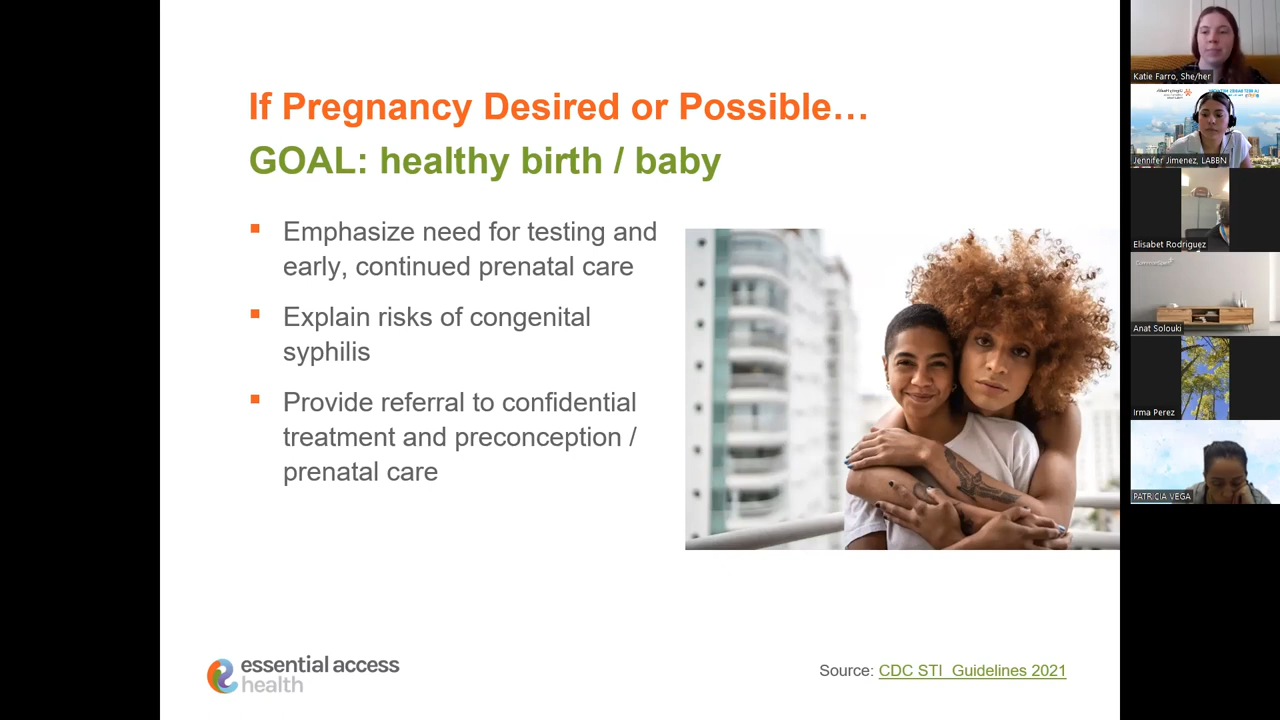 If Pregnancy Desired or Possible…
GOAL: healthy birth / baby
▪ Emphasize need for testing and
early, continued prenatal care
▪ Explain risks of congenital
syphilis
▪ Provide referral to confidential
treatment and preconception /
prenatal care
essential access
health
Source: CDC STI Guidelines 2021
Katie Farro, She/her
Jennifer Jimenez, LABBN
Elisabet Rodriguez
Anat Solouki
Irma Perez
PATRICIA VEGA